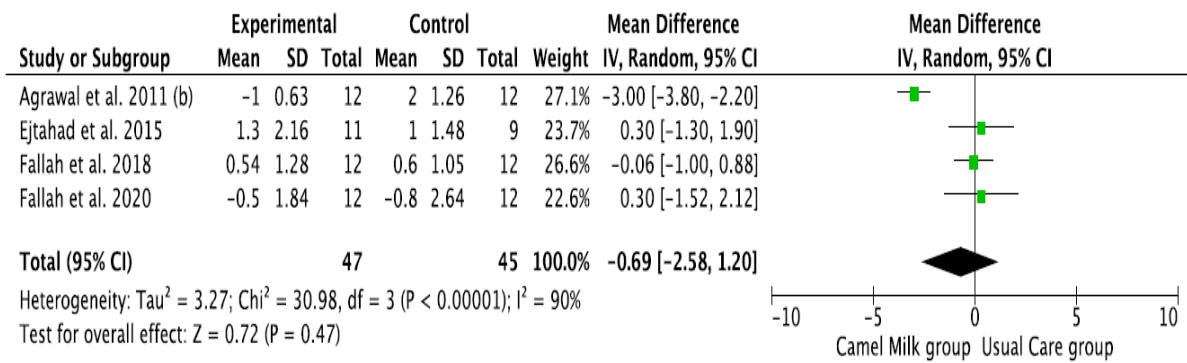 Experimental Control Mean Difference Mean Difference
Study or Subgroup Mean SD Total Mean SD Total Weight IV, Random, 95% CI IV, Random, 95% CI
Agrawal et al. 2011 (b) −1 0.63 12 2 1.26 12 27.1% −3.00 [−3.80, −2.20]
Ejtahad et al. 2015 1.3 2.16 11 1 1.48 9 23.7% 0.30 [−1.30, 1.90]
Fallah et al. 2018 0.54 1.28 12 0.6 1.05 12 26.6% −0.06 [−1.00, 0.88]
Fallah et al. 2020 −0.5 1.84 12 −0.8 2.64 12 22.6% 0.30 [−1.52, 2.12]
Total (95% CI) 47 45 100.0% −0.69 [−2.58, 1.20]
Heterogeneity: Tau² = 3.27; Chi² = 30.98, df = 3 (P < 0.00001); I² = 90%
Test for overall effect: Z = 0.72 (P = 0.47)
−10 −5 0 5 10
Camel Milk group Usual Care group